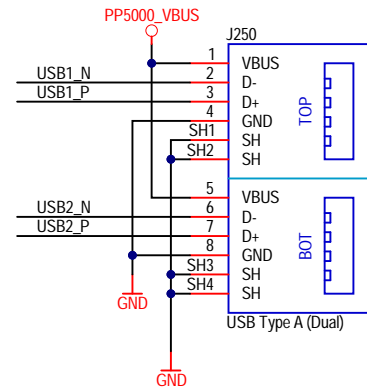 PP5000_VBUS
J250
1 VBUS
USB1_N 2 D-
USB1_P 3 D+
4 GND
SH1 SH
SH2 SH
TOP
5 VBUS
USB2_N 6 D-
USB2_P 7 D+
8 GND
SH3 SH
SH4 SH
BOT
GND
USB Type A (Dual)
GND